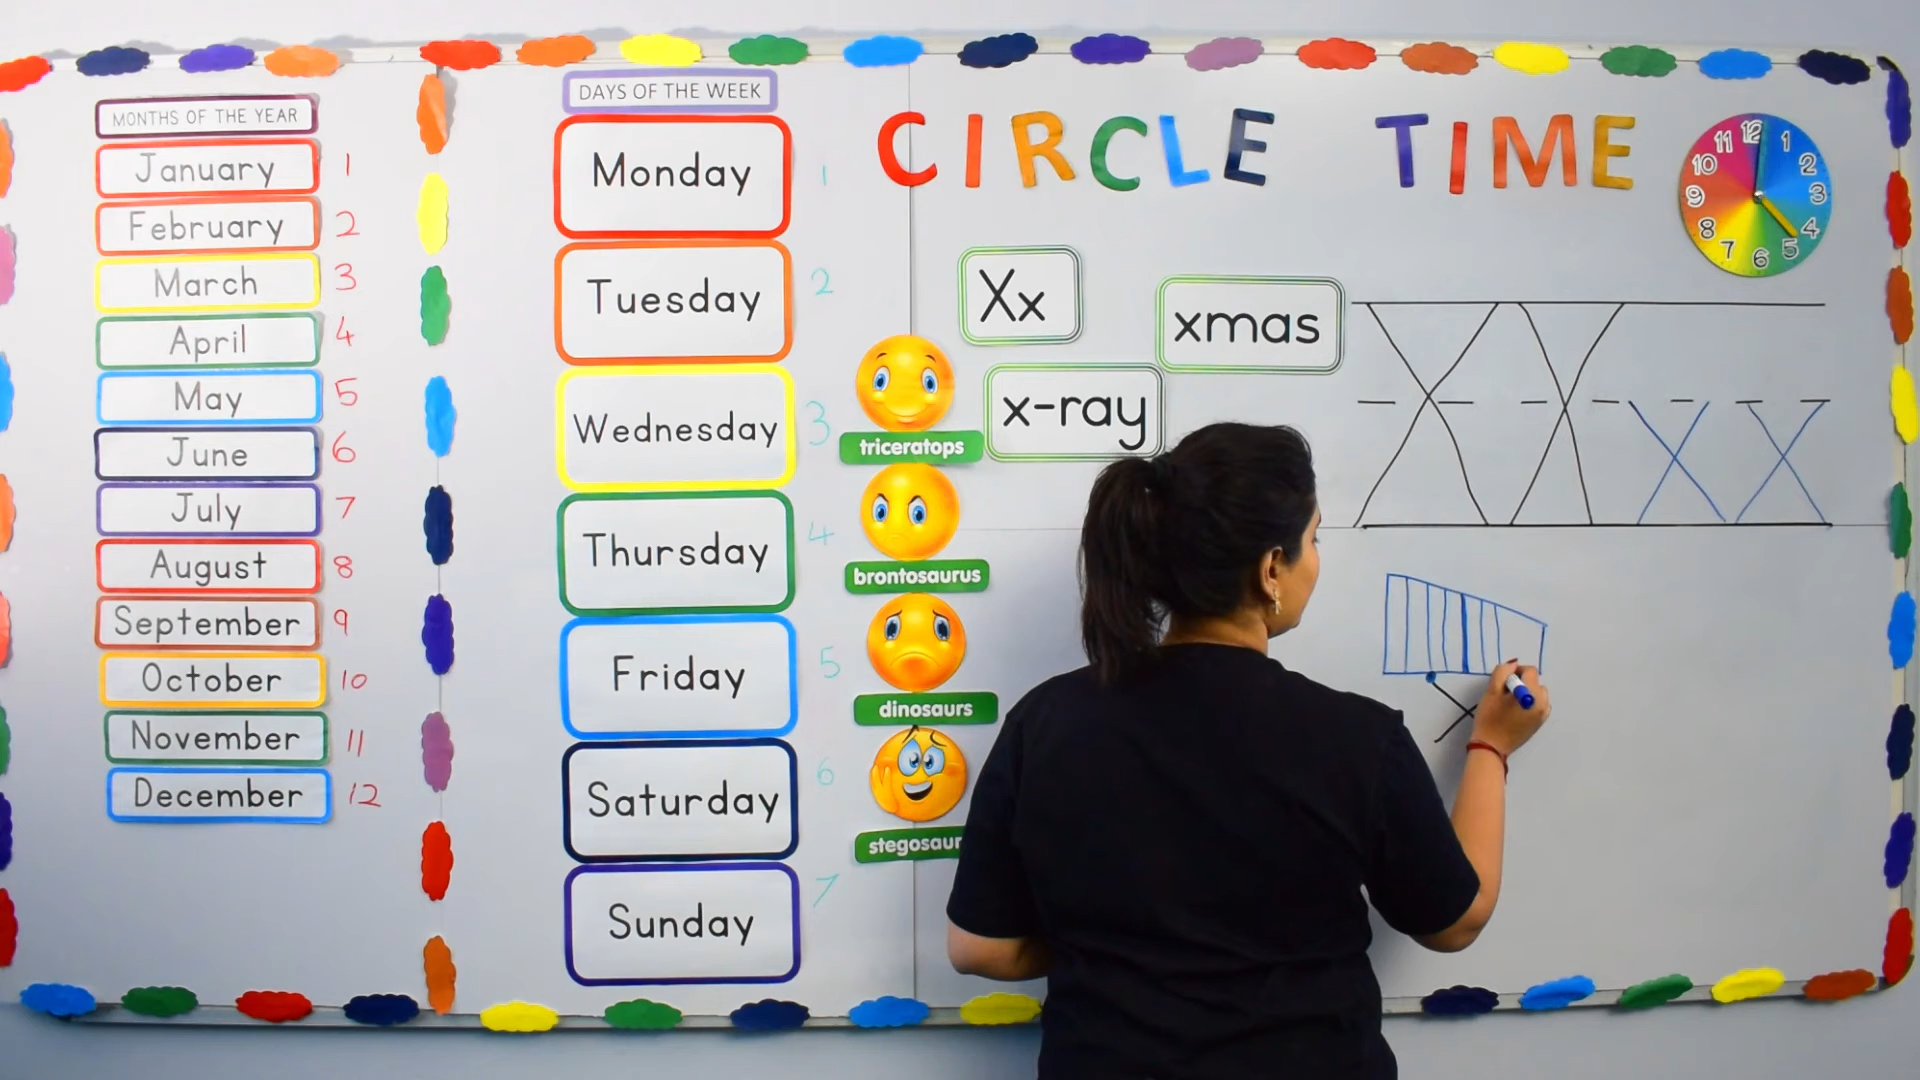 MONTHS OF THE YEAR
January 1
February 2
March 3
April 4
May 5
June 6
July 7
August 8
September 9
October 10
November 11
December 12
DAYS OF THE WEEK
Monday 1
Tuesday 2
Wednesday 3
Thursday 4
Friday 5
Saturday 6
Sunday 7
CIRCLE TIME
12
1
2
3
4
5
6
7
8
9
10
11
Xx
xmas
x-ray
triceratops
brontosaurus
dinosaurs
stegosaur
X X x x